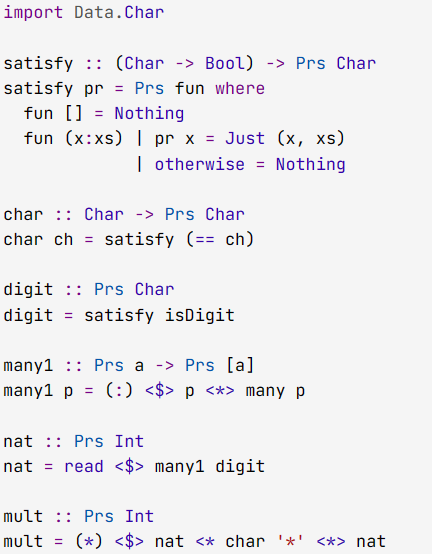 import Data.Char

satisfy :: (Char -> Bool) -> Prs Char
satisfy pr = Prs fun where
  fun [] = Nothing
  fun (x:xs) | pr x = Just (x, xs)
             | otherwise = Nothing

char :: Char -> Prs Char
char ch = satisfy (== ch)

digit :: Prs Char
digit = satisfy isDigit

many1 :: Prs a -> Prs [a]
many1 p = (:) <$> p <*> many p

nat :: Prs Int
nat = read <$> many1 digit

mult :: Prs Int
mult = (*) <$> nat <* char '*' <*> nat